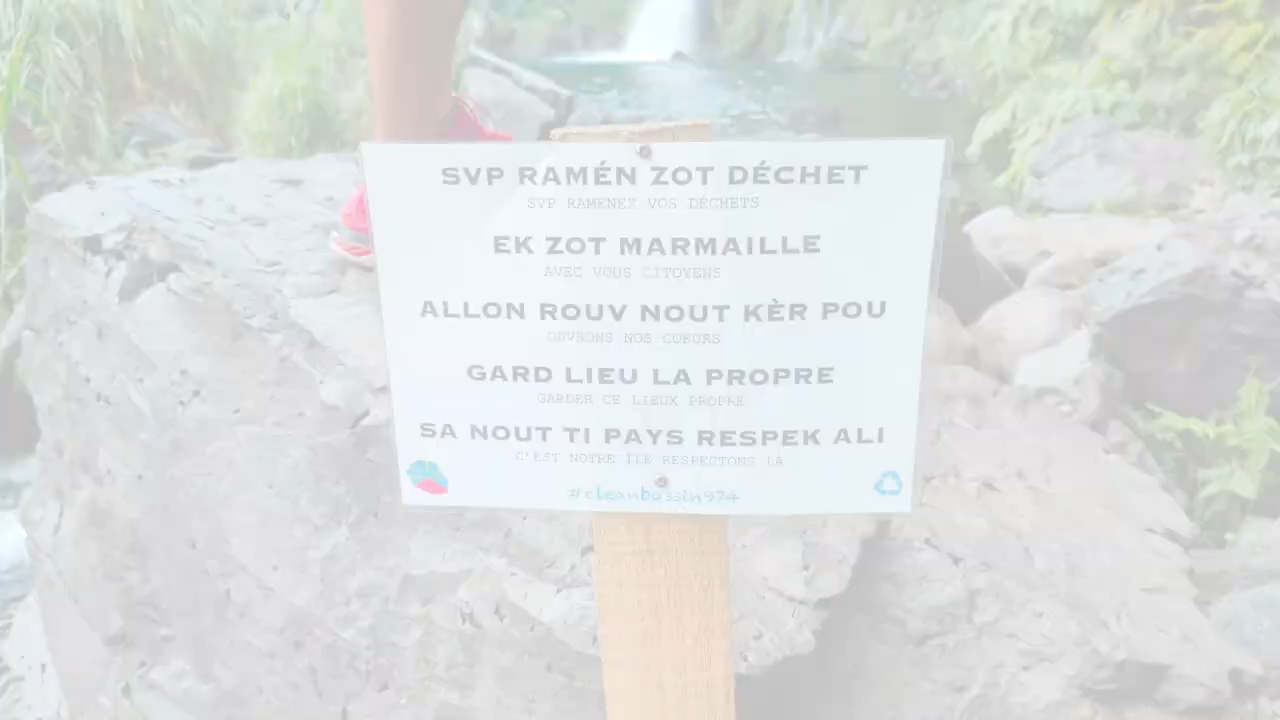 SVP RAMÉN ZOT DÉCHET
SVP RAMENEZ VOS DÉCHETS
EK ZOT MARMAILLE
AVEC VOUS CITOYENS
ALLON ROUV NOUT KÈR POU
OUVRONS NOS CŒURS
GARD LIEU LA PROPRE
GARDER CE LIEUX PROPRE
SA NOUT TI PAYS RESPEK ALI
C'EST NOTRE ÎLE RESPECTONS LA
#cleanbassin974